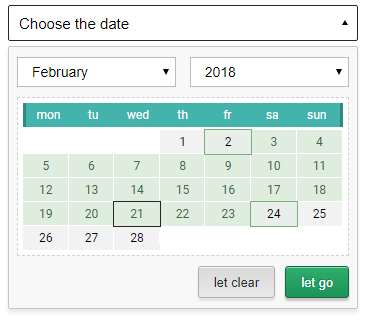 Choose the date
February 2018
mon tu wed th fr sa sun
1 2 3 4
5 6 7 8 9 10 11
12 13 14 15 16 17 18
19 20 21 22 23 24 25
26 27 28
let clear let go